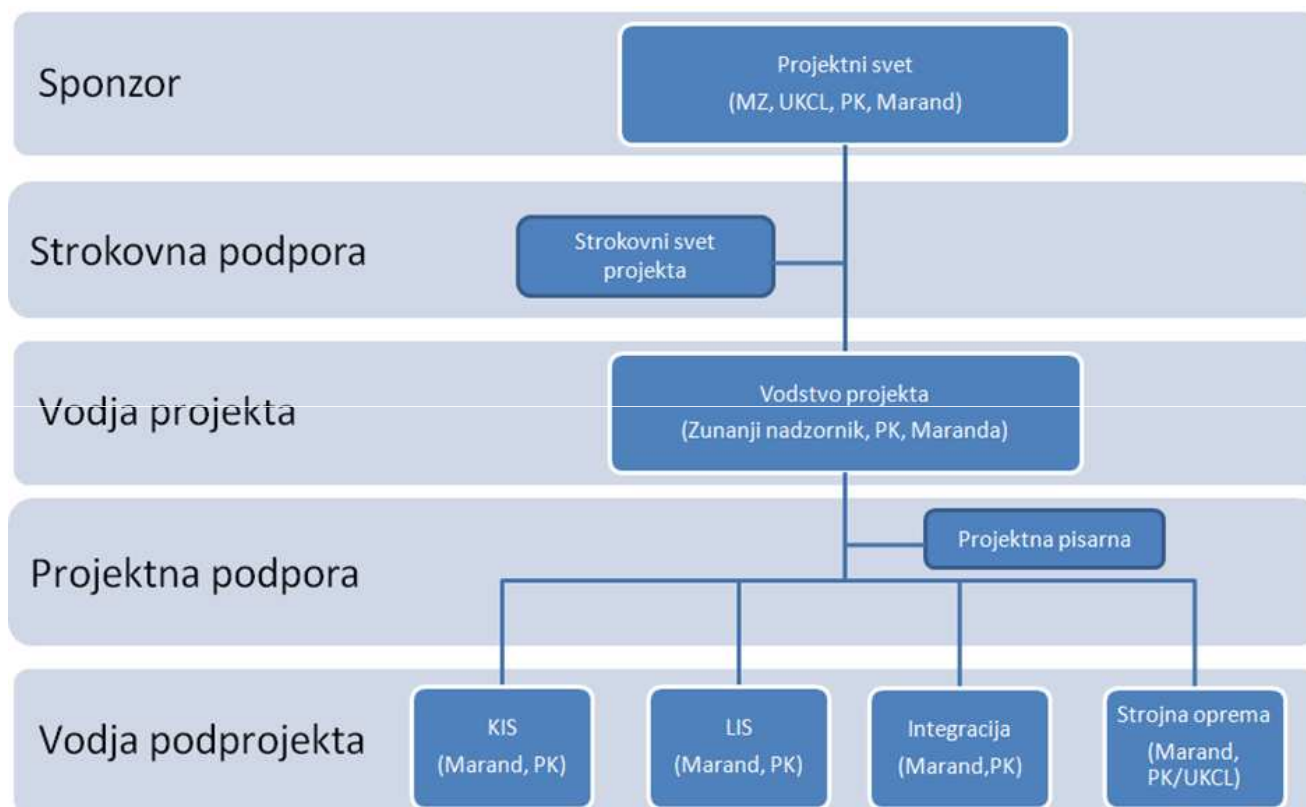 Sponzor
Projektni svet
(MZ, UKCL, PK, Marand)
Strokovna podpora
Strokovni svet
projekta
Vodja projekta
Vodstvo projekta
(Zunanji nadzornik, PK, Maranda)
Projektna podpora
Projektna pisarna
Vodja podprojekta
KIS
(Marand, PK)
LIS
(Marand, PK)
Integracija
(Marand,PK)
Strojna oprema
(Marand,
PK/UKCL)